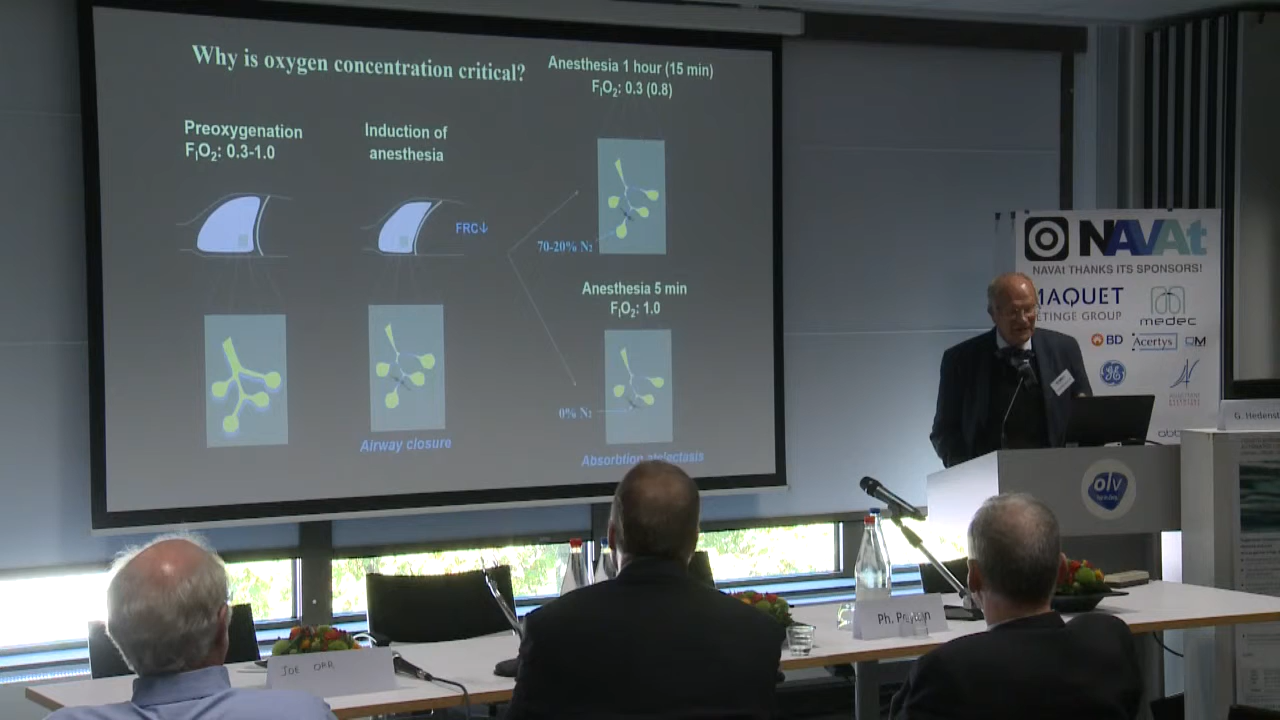 Why is oxygen concentration critical?
Anesthesia 1 hour (15 min)
FIO2: 0.3 (0.8)
Preoxygenation
FIO2: 0.3-1.0
Induction of
anesthesia
FRC↓
70-20% N2
Anesthesia 5 min
FIO2: 1.0
0% N2
Airway closure
Absorbtion atelectasis
NAVAt
NAVAt THANKS ITS SPONSORS!
MAQUET
GETINGE GROUP
medec
BD
Acertys
GE
G. Hedenst
olv
JOE ORR
Ph.